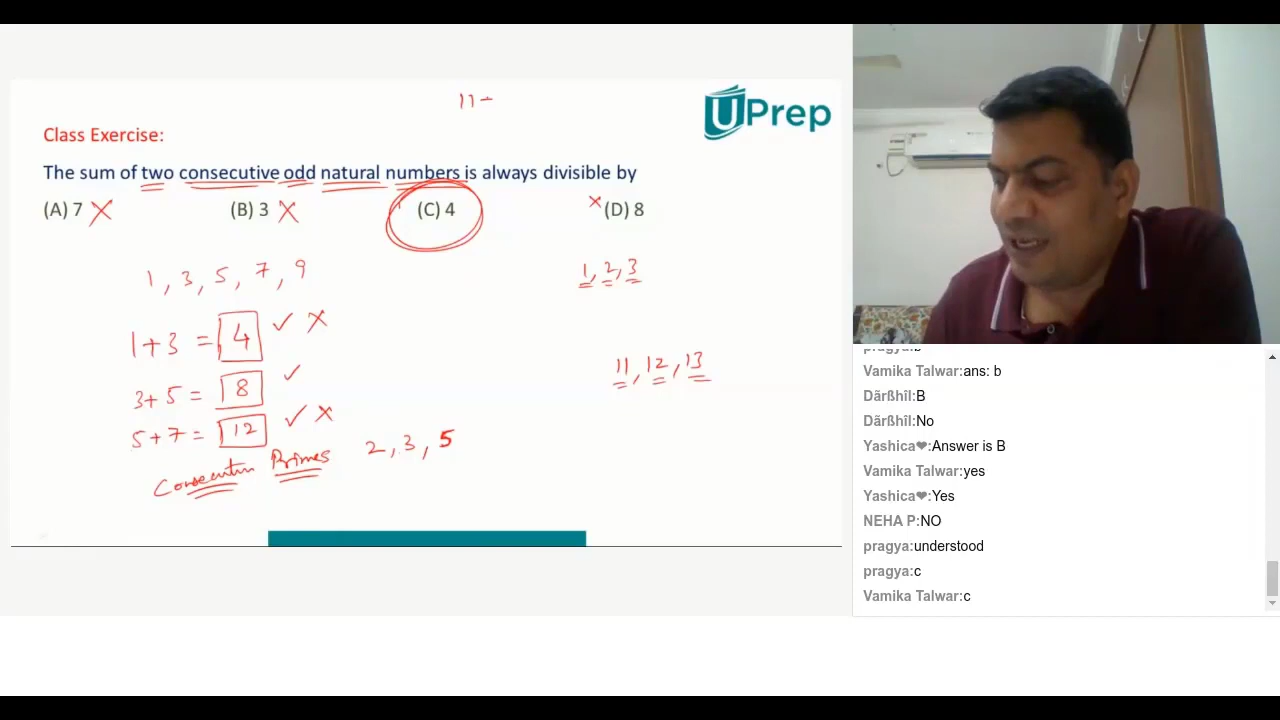 11 -
UPrep
Class Exercise:
The sum of two consecutive odd natural numbers is always divisible by
(A) 7 X (B) 3 X (C) 4 x (D) 8
1, 3, 5, 7, 9
1, 2, 3
1+3 = 4 ✓ X
11, 12, 13
3+5 = 8 ✓
5+7 = 12 ✓ X
Consecutive Primes 2, 3, 5
pragya:b
Vamika Talwar:ans: b
Dãrßhîl:B
Dãrßhîl:No
Yashica❤:Answer is B
Vamika Talwar:yes
Yashica❤:Yes
NEHA P:NO
pragya:understood
pragya:c
Vamika Talwar:c